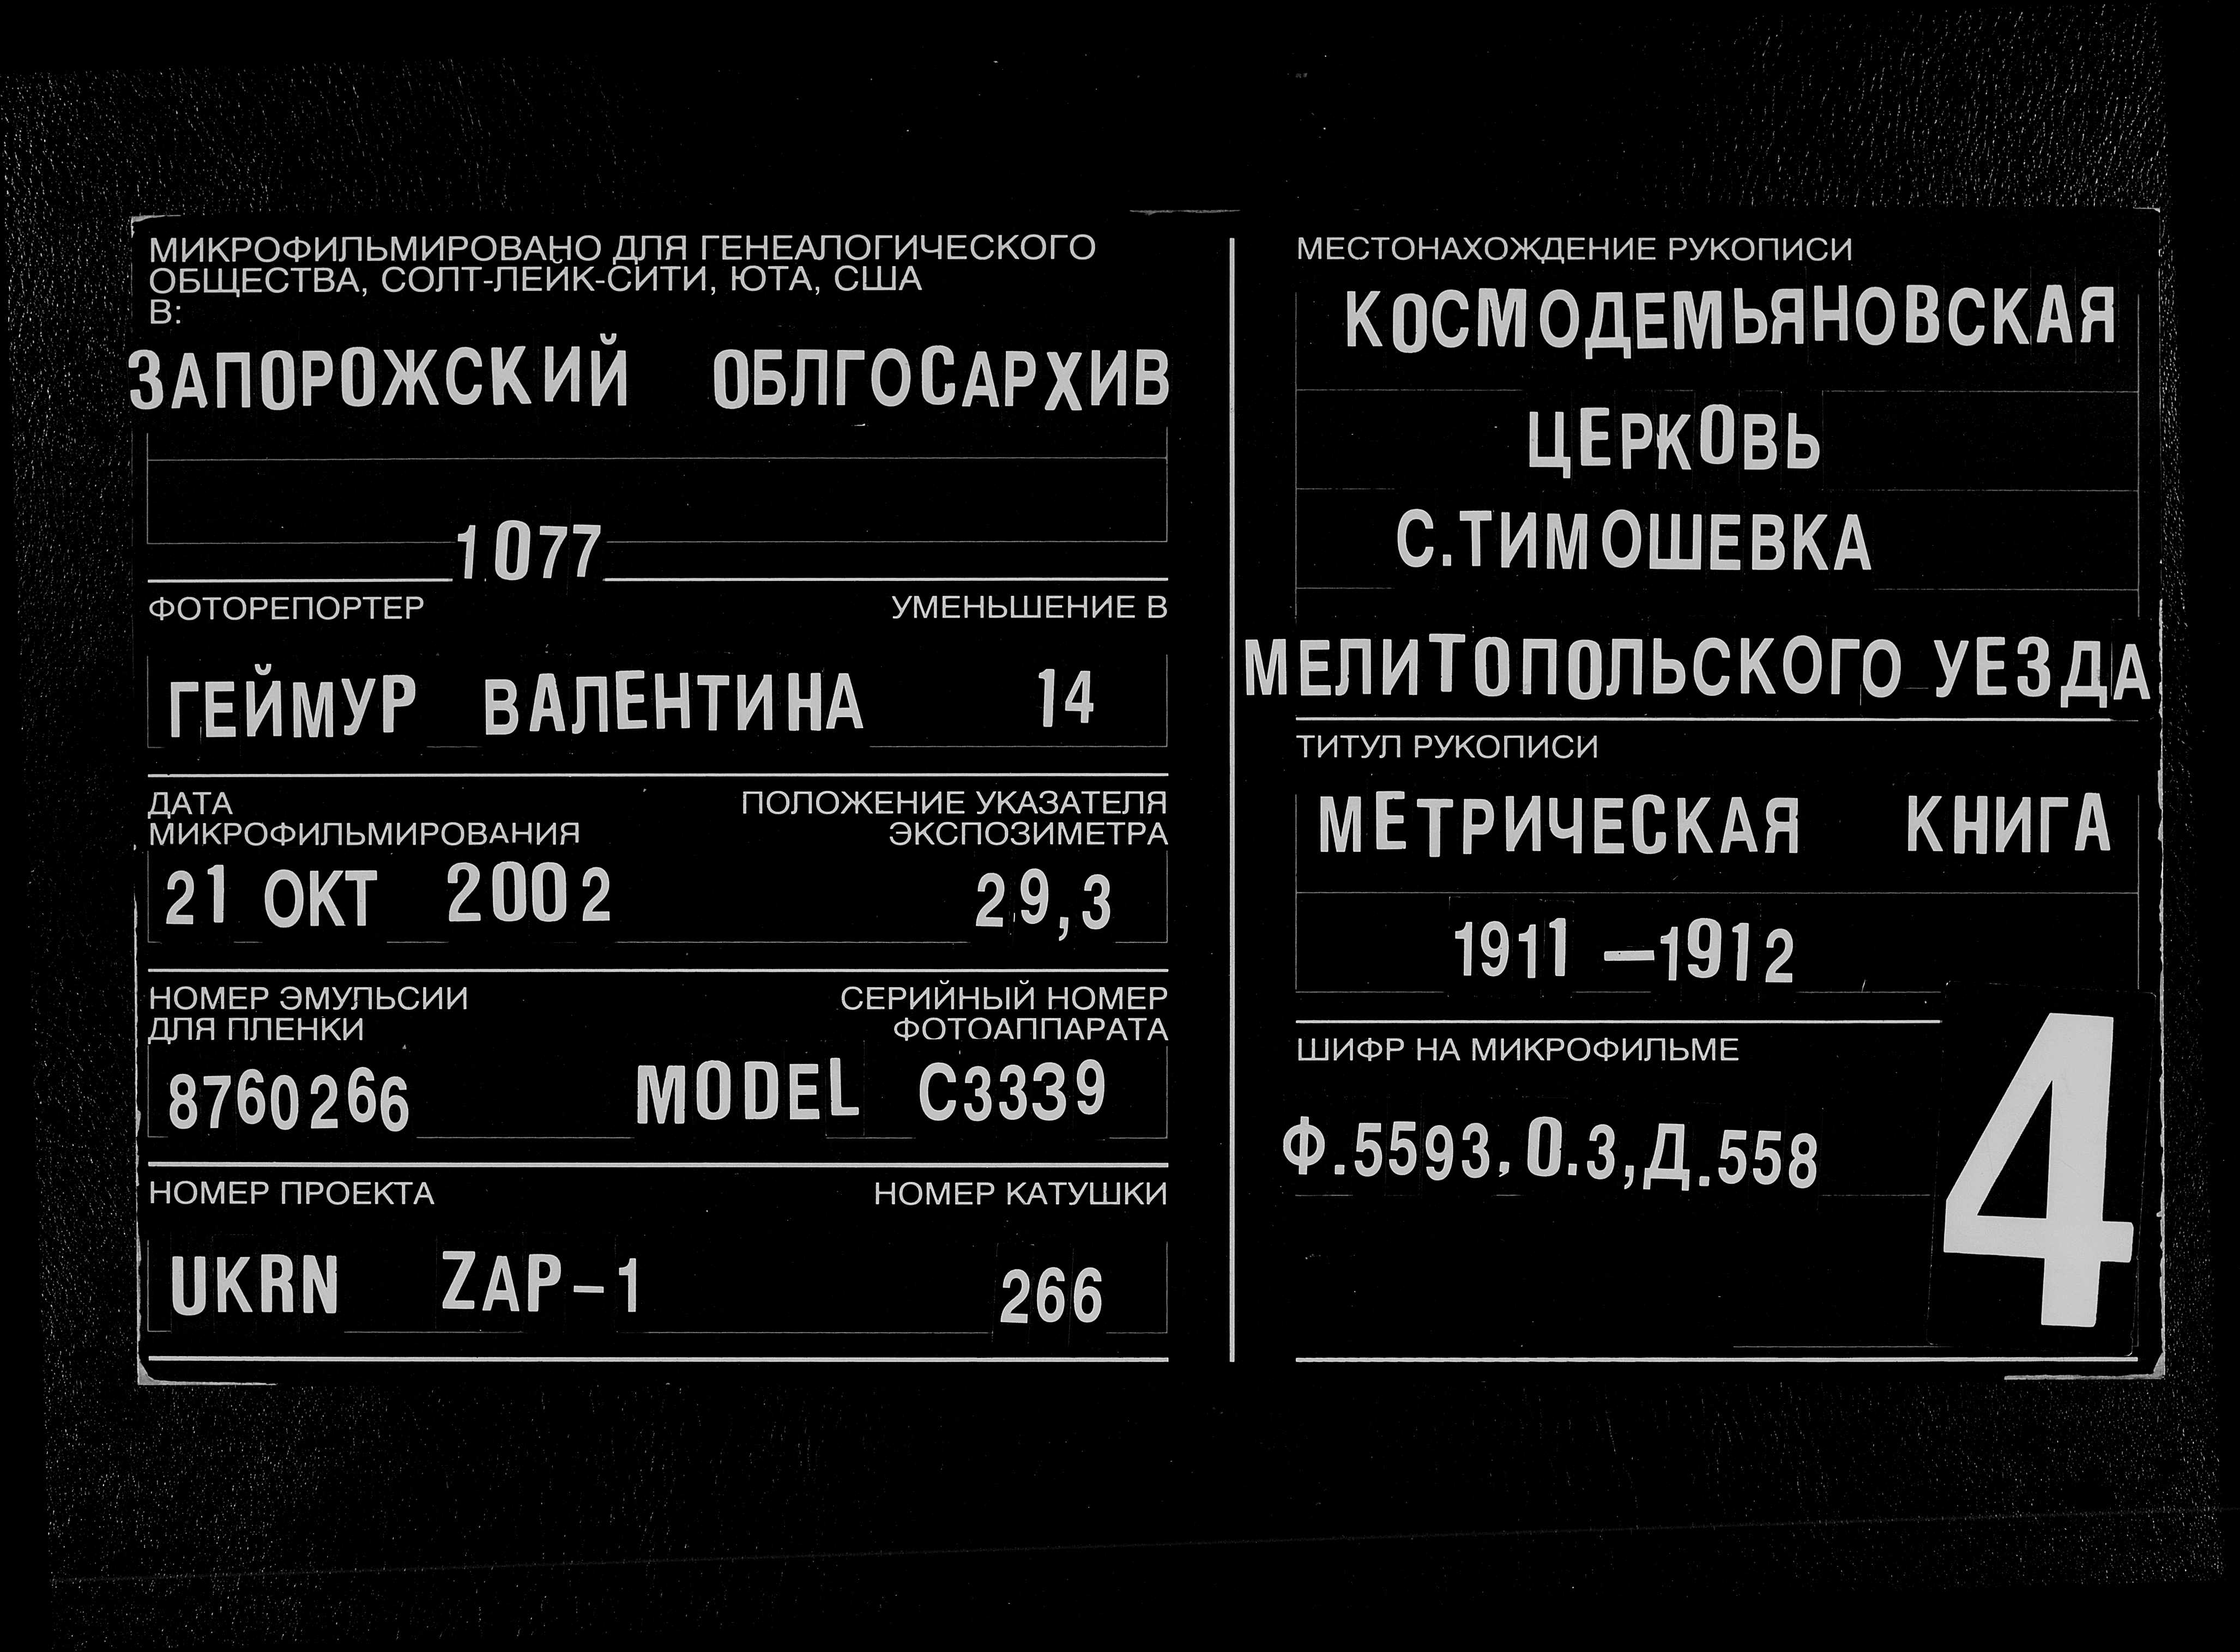 МИКРОФИЛЬМИРОВАНО ДЛЯ ГЕНЕАЛОГИЧЕСКОГО
ОБЩЕСТВА, СОЛТ-ЛЕЙК-СИТИ, ЮТА, США
В:
ЗАПОРОЖСКИЙ ОБЛГОСАРХИВ
1077
ФОТОРЕПОРТЕР УМЕНЬШЕНИЕ В
ГЕЙМУР ВАЛЕНТИНА 14
ДАТА ПОЛОЖЕНИЕ УКАЗАТЕЛЯ
МИКРОФИЛЬМИРОВАНИЯ ЭКСПОЗИМЕТРА
21 ОКТ 2002 29,3
НОМЕР ЭМУЛЬСИИ СЕРИЙНЫЙ НОМЕР
ДЛЯ ПЛЕНКИ ФОТОАППАРАТА
8760266 MODEL C3339
НОМЕР ПРОЕКТА НОМЕР КАТУШКИ
UKRN ZAP-1 266
МЕСТОНАХОЖДЕНИЕ РУКОПИСИ
КОСМОДЕМЬЯНОВСКАЯ
ЦЕРКОВЬ
С.ТИМОШЕВКА
МЕЛИТОПОЛЬСКОГО УЕЗДА
ТИТУЛ РУКОПИСИ
МЕТРИЧЕСКАЯ КНИГА
1911 –1912
ШИФР НА МИКРОФИЛЬМЕ
Ф.5593, О.3,Д.558
4